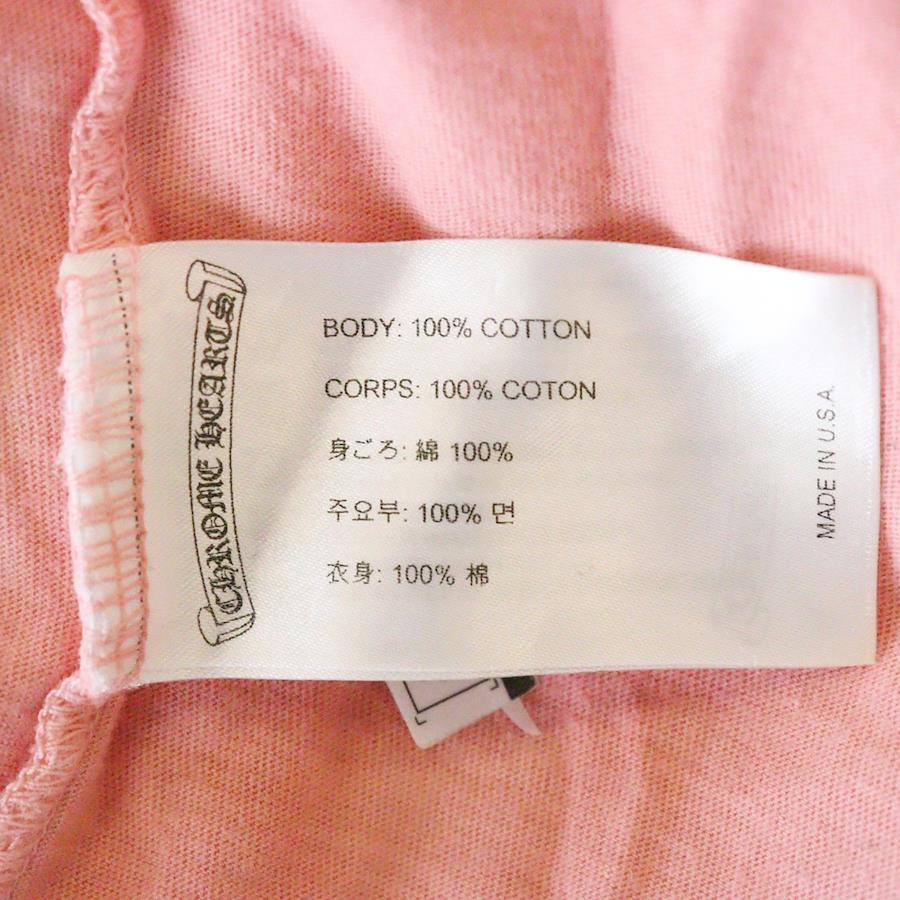 CHROME HEARTS
BODY: 100% COTTON
CORPS: 100% COTON
身ごろ: 綿 100%
주요부: 100% 면
衣身: 100% 棉
MADE IN U.S.A.